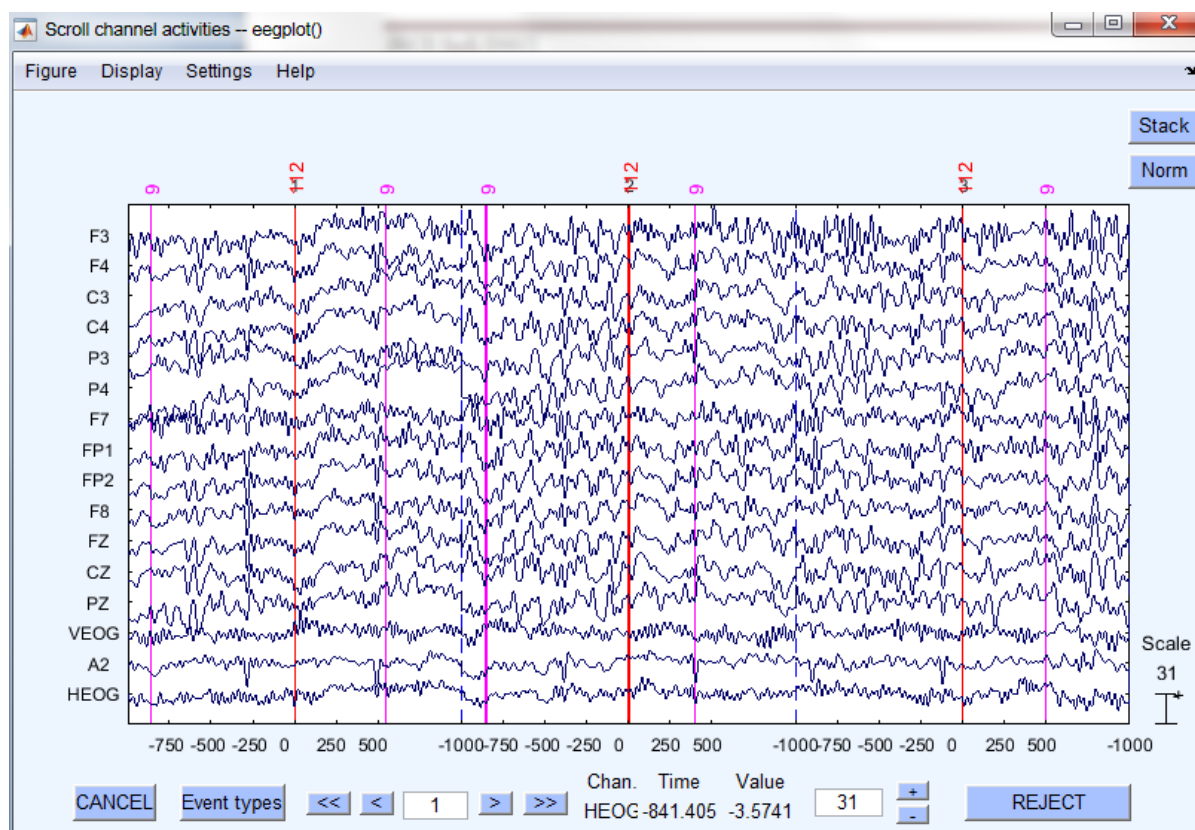 Scroll channel activities -- eegplot()
Figure Display Settings Help
Stack
Norm
9 112 9 9 112 9 112 9
1 2 3
F3
F4
C3
C4
P3
P4
F7
FP1
FP2
F8
FZ
CZ
PZ
VEOG
A2
HEOG
Scale
31
-750 -500 -250 0 250 500 -1000 -750 -500 -250 0 250 500 -1000 -750 -500 -250 0 250 500 -1000
Chan. Time Value
CANCEL Event types << < 1 > >> HEOG -841.405 -3.5741 31 + - REJECT